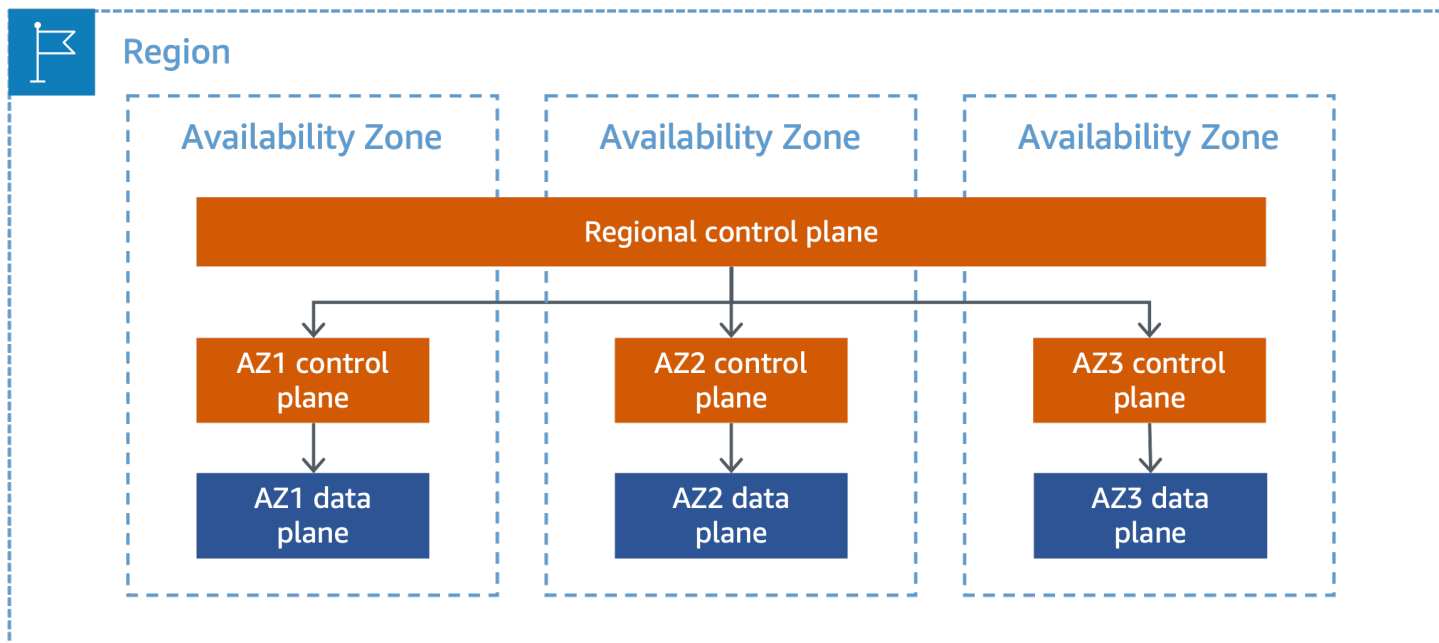 Region
Availability Zone
Availability Zone
Availability Zone
Regional control plane
AZ1 control
plane
AZ2 control
plane
AZ3 control
plane
AZ1 data
plane
AZ2 data
plane
AZ3 data
plane